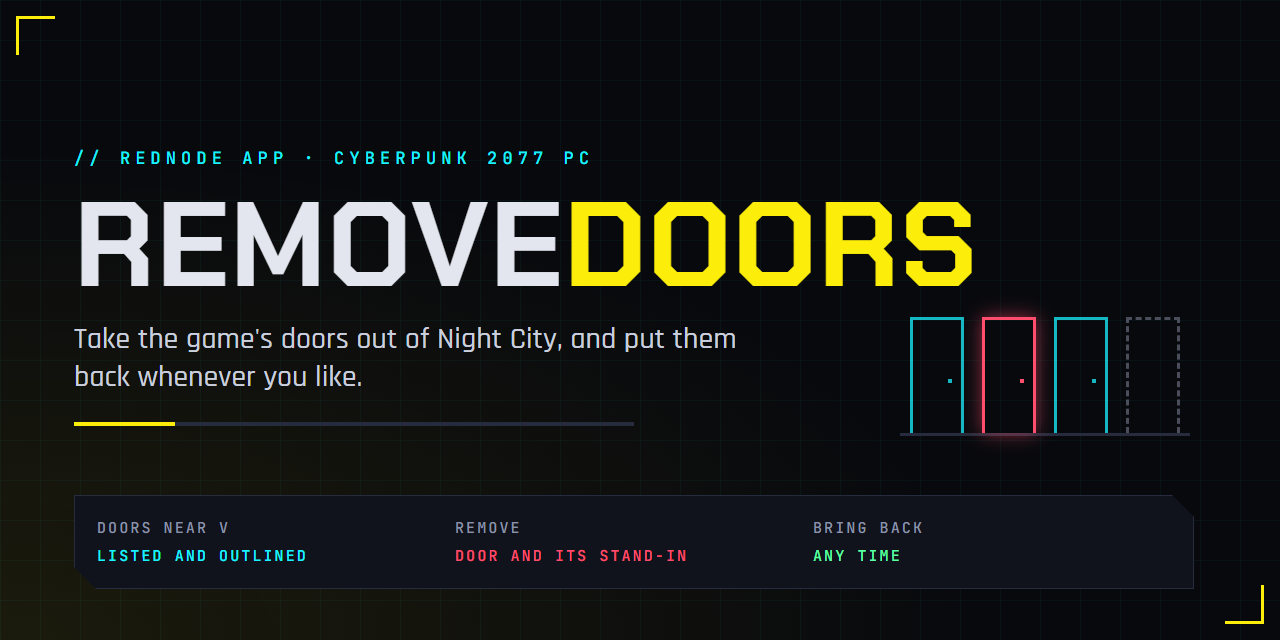 // REDNODE APP · CYBERPUNK 2077 PC
REMOVEDOORS
Take the game's doors out of Night City, and put them
back whenever you like.
DOORS NEAR V
LISTED AND OUTLINED
REMOVE
DOOR AND ITS STAND-IN
BRING BACK
ANY TIME